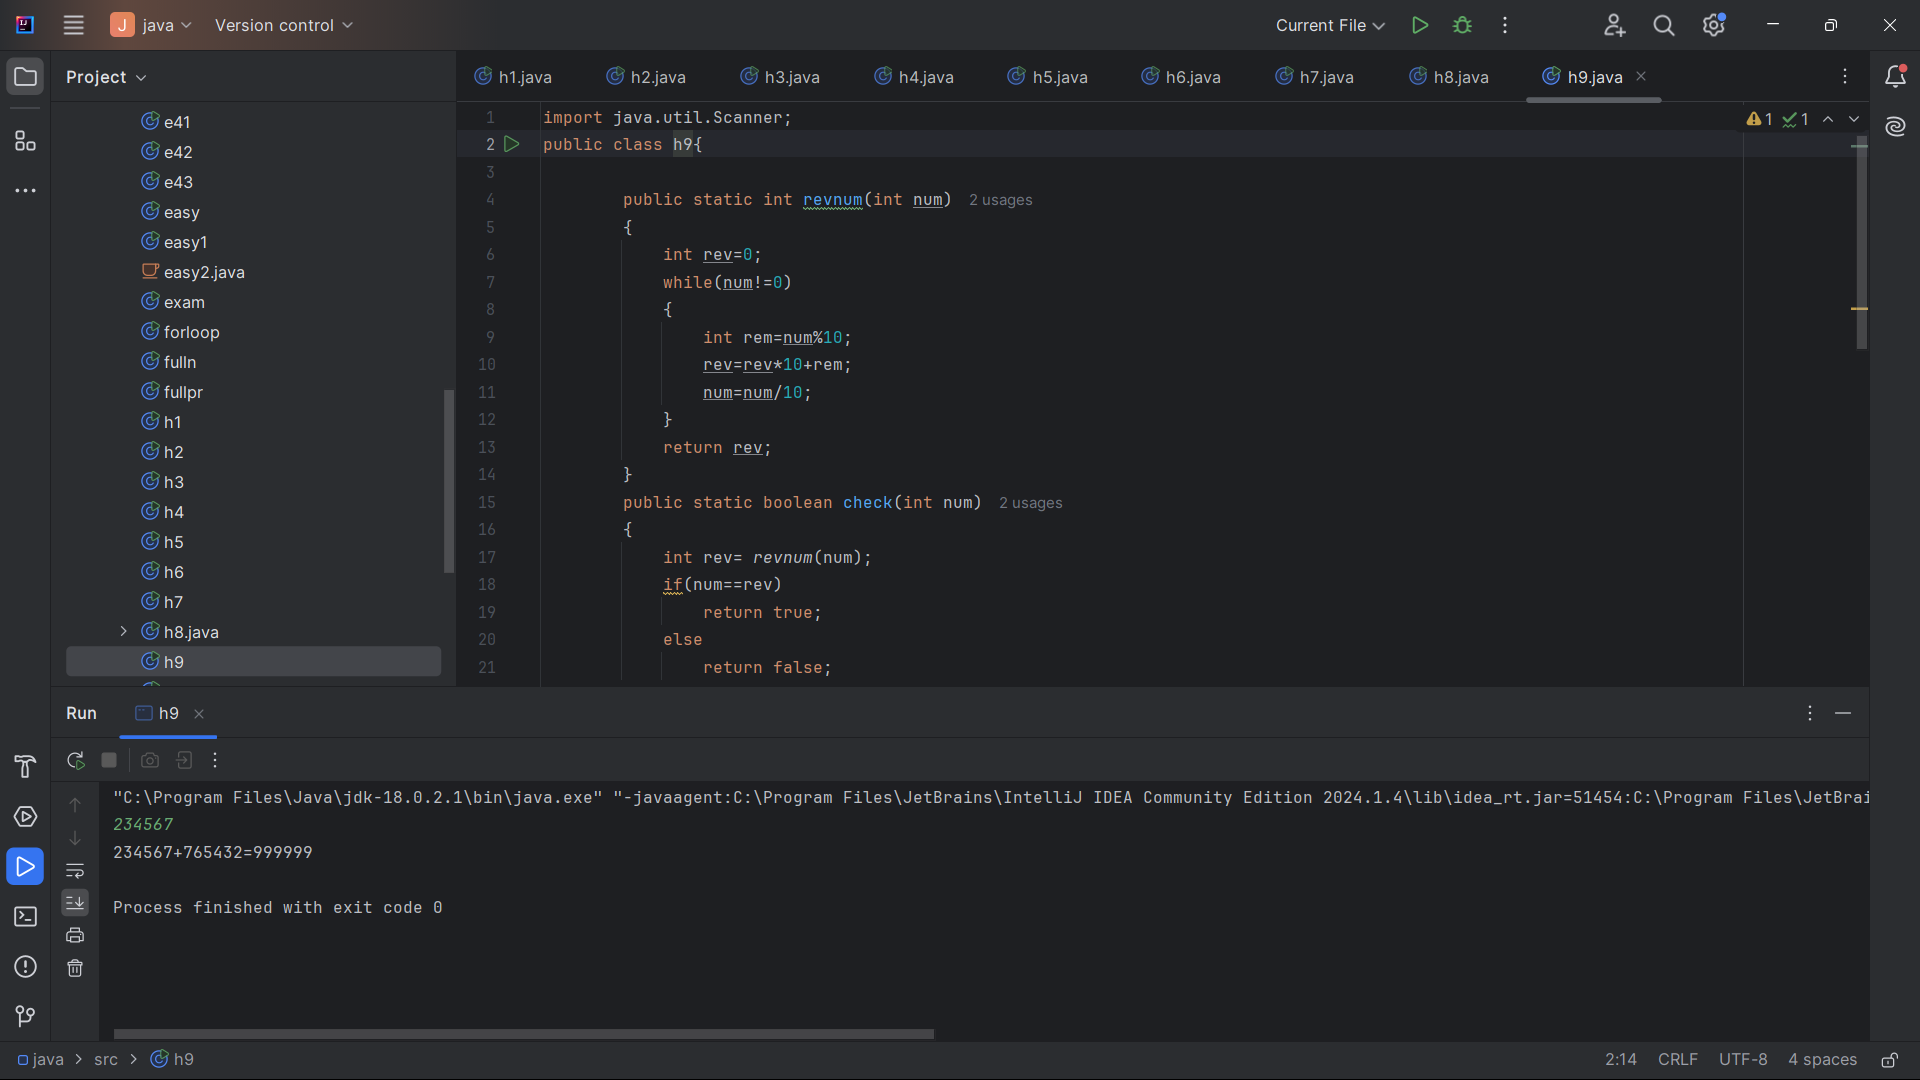 J java Version control Current File
Project
h1.java h2.java h3.java h4.java h5.java h6.java h7.java h8.java h9.java
e41
e42
e43
easy
easy1
easy2.java
exam
forloop
fulln
fullpr
h1
h2
h3
h4
h5
h6
h7
h8.java
h9
1 import java.util.Scanner;
2 public class h9{
3
4 public static int revnum(int num) 2 usages
5 {
6 int rev=0;
7 while(num!=0)
8 {
9 int rem=num%10;
10 rev=rev*10+rem;
11 num=num/10;
12 }
13 return rev;
14 }
15 public static boolean check(int num) 2 usages
16 {
17 int rev= revnum(num);
18 if(num==rev)
19 return true;
20 else
21 return false;
1 1
Run h9
"C:\Program Files\Java\jdk-18.0.2.1\bin\java.exe" "-javaagent:C:\Program Files\JetBrains\IntelliJ IDEA Community Edition 2024.1.4\lib\idea_rt.jar=51454:C:\Program Files\JetBrai
234567
234567+765432=999999
Process finished with exit code 0
java > src > h9 2:14 CRLF UTF-8 4 spaces